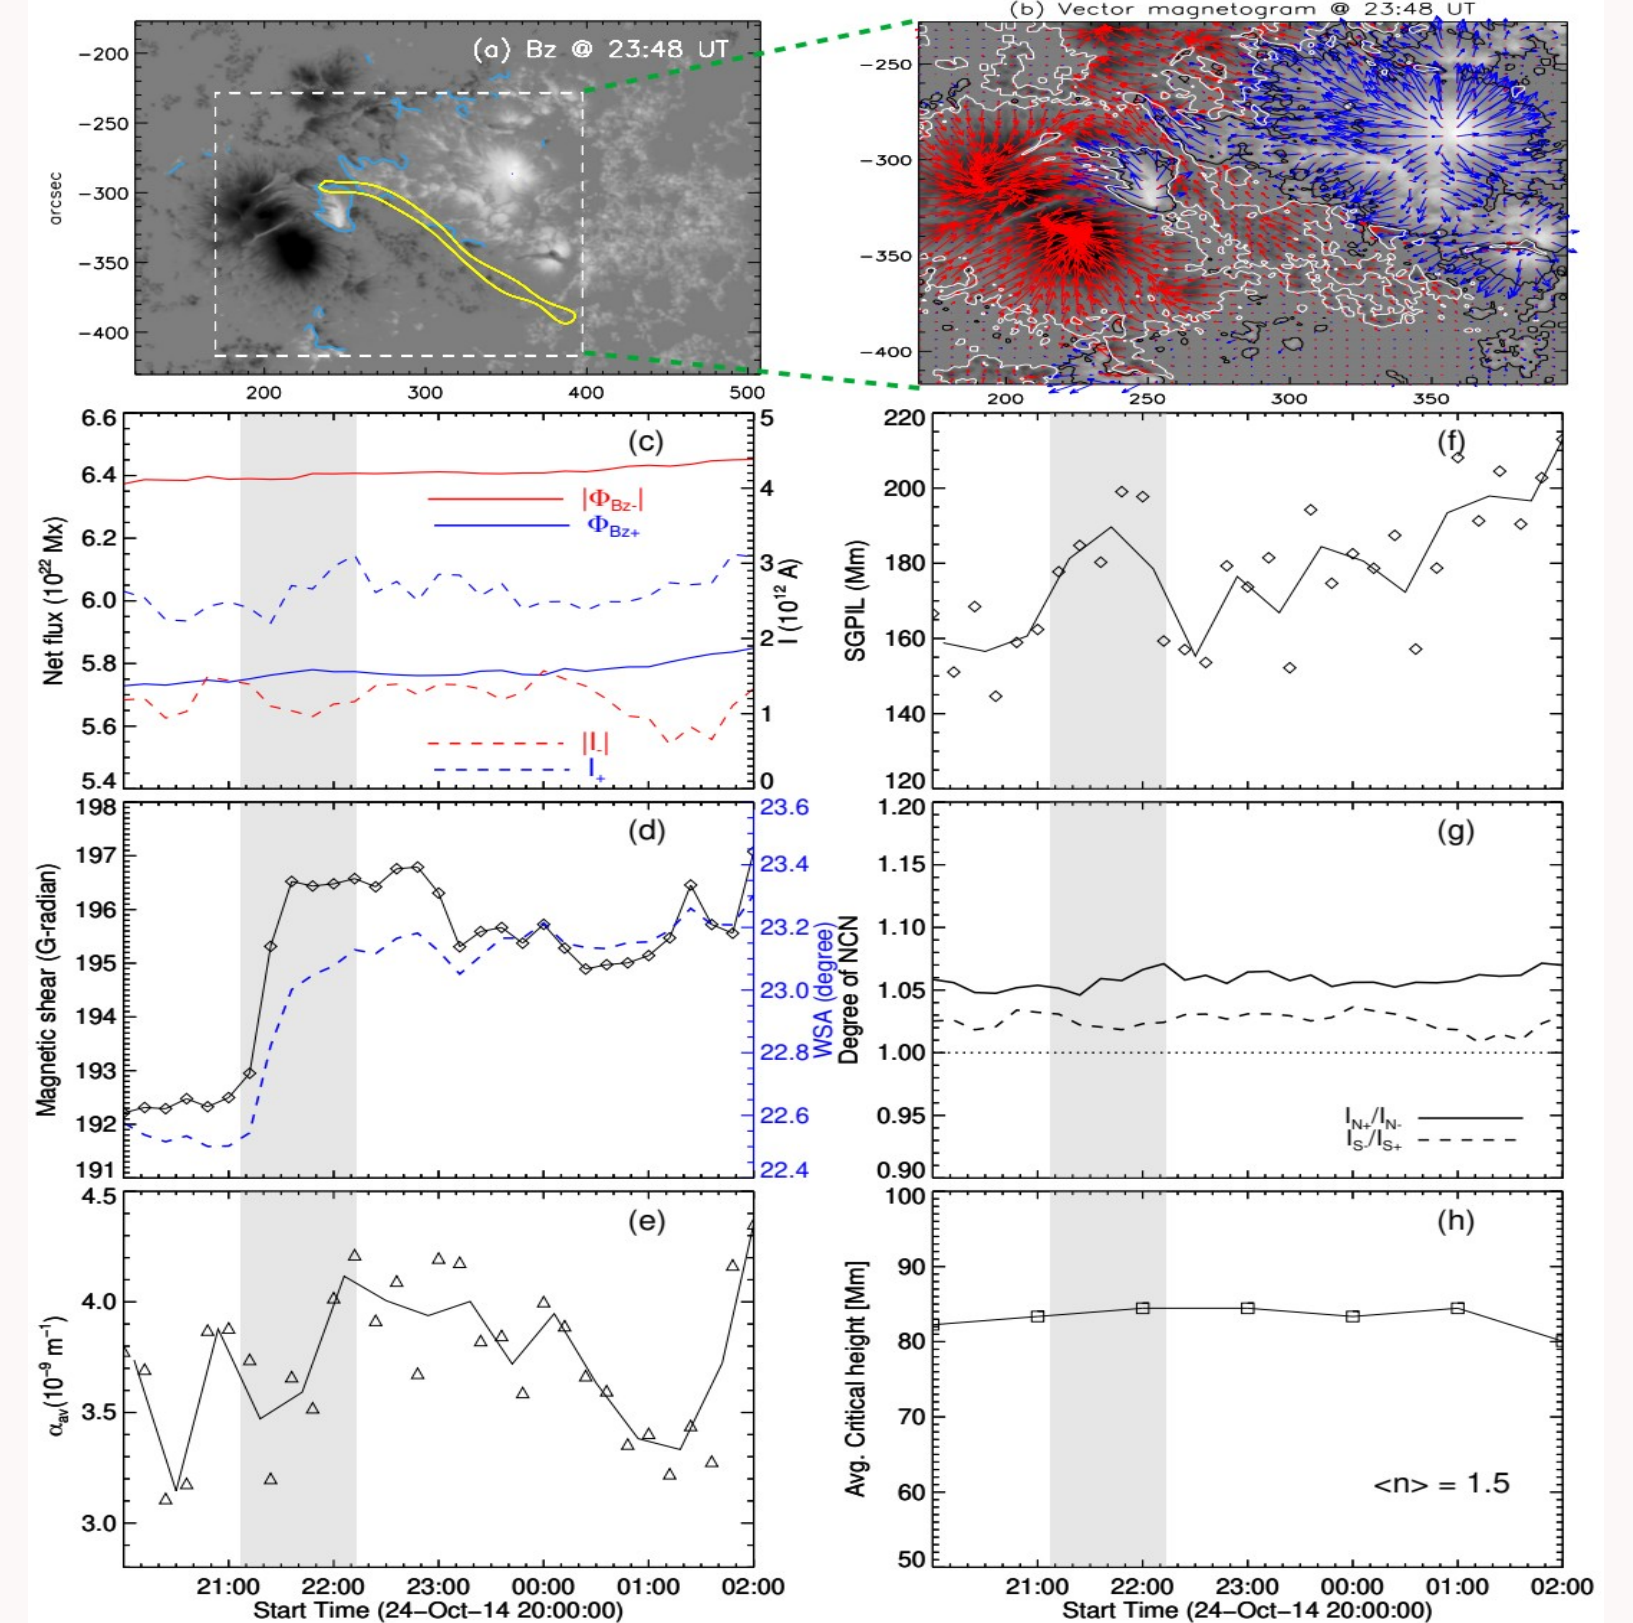 (a) Bz @ 23:48 UT
(b) Vector magnetogram @ 23:48 UT
arcsec
−200
−250
−300
−350
−400
200 300 400 500
−250
−300
−350
−400
200 250 300 350
(c)
Net flux (10²² Mx)
6.6
6.4
6.2
6.0
5.8
5.6
5.4
I (10¹² A)
5
4
3
2
1
0
|Φ_Bz-|
Φ_Bz+
|I_-|
I_+
(f)
SGPIL (Mm)
220
200
180
160
140
120
(d)
Magnetic shear (G-radian)
198
197
196
195
194
193
192
191
WSA (degree)
23.6
23.4
23.2
23.0
22.8
22.6
22.4
(g)
Degree of NCN
1.20
1.15
1.10
1.05
1.00
0.95
0.90
I_N+/I_N-
I_S-/I_S+
(e)
α_av(10⁻⁹ m⁻¹)
4.5
4.0
3.5
3.0
21:00 22:00 23:00 00:00 01:00 02:00
Start Time (24−Oct−14 20:00:00)
(h)
Avg. Critical height [Mm]
100
90
80
70
60
50
<n> = 1.5
21:00 22:00 23:00 00:00 01:00 02:00
Start Time (24−Oct−14 20:00:00)